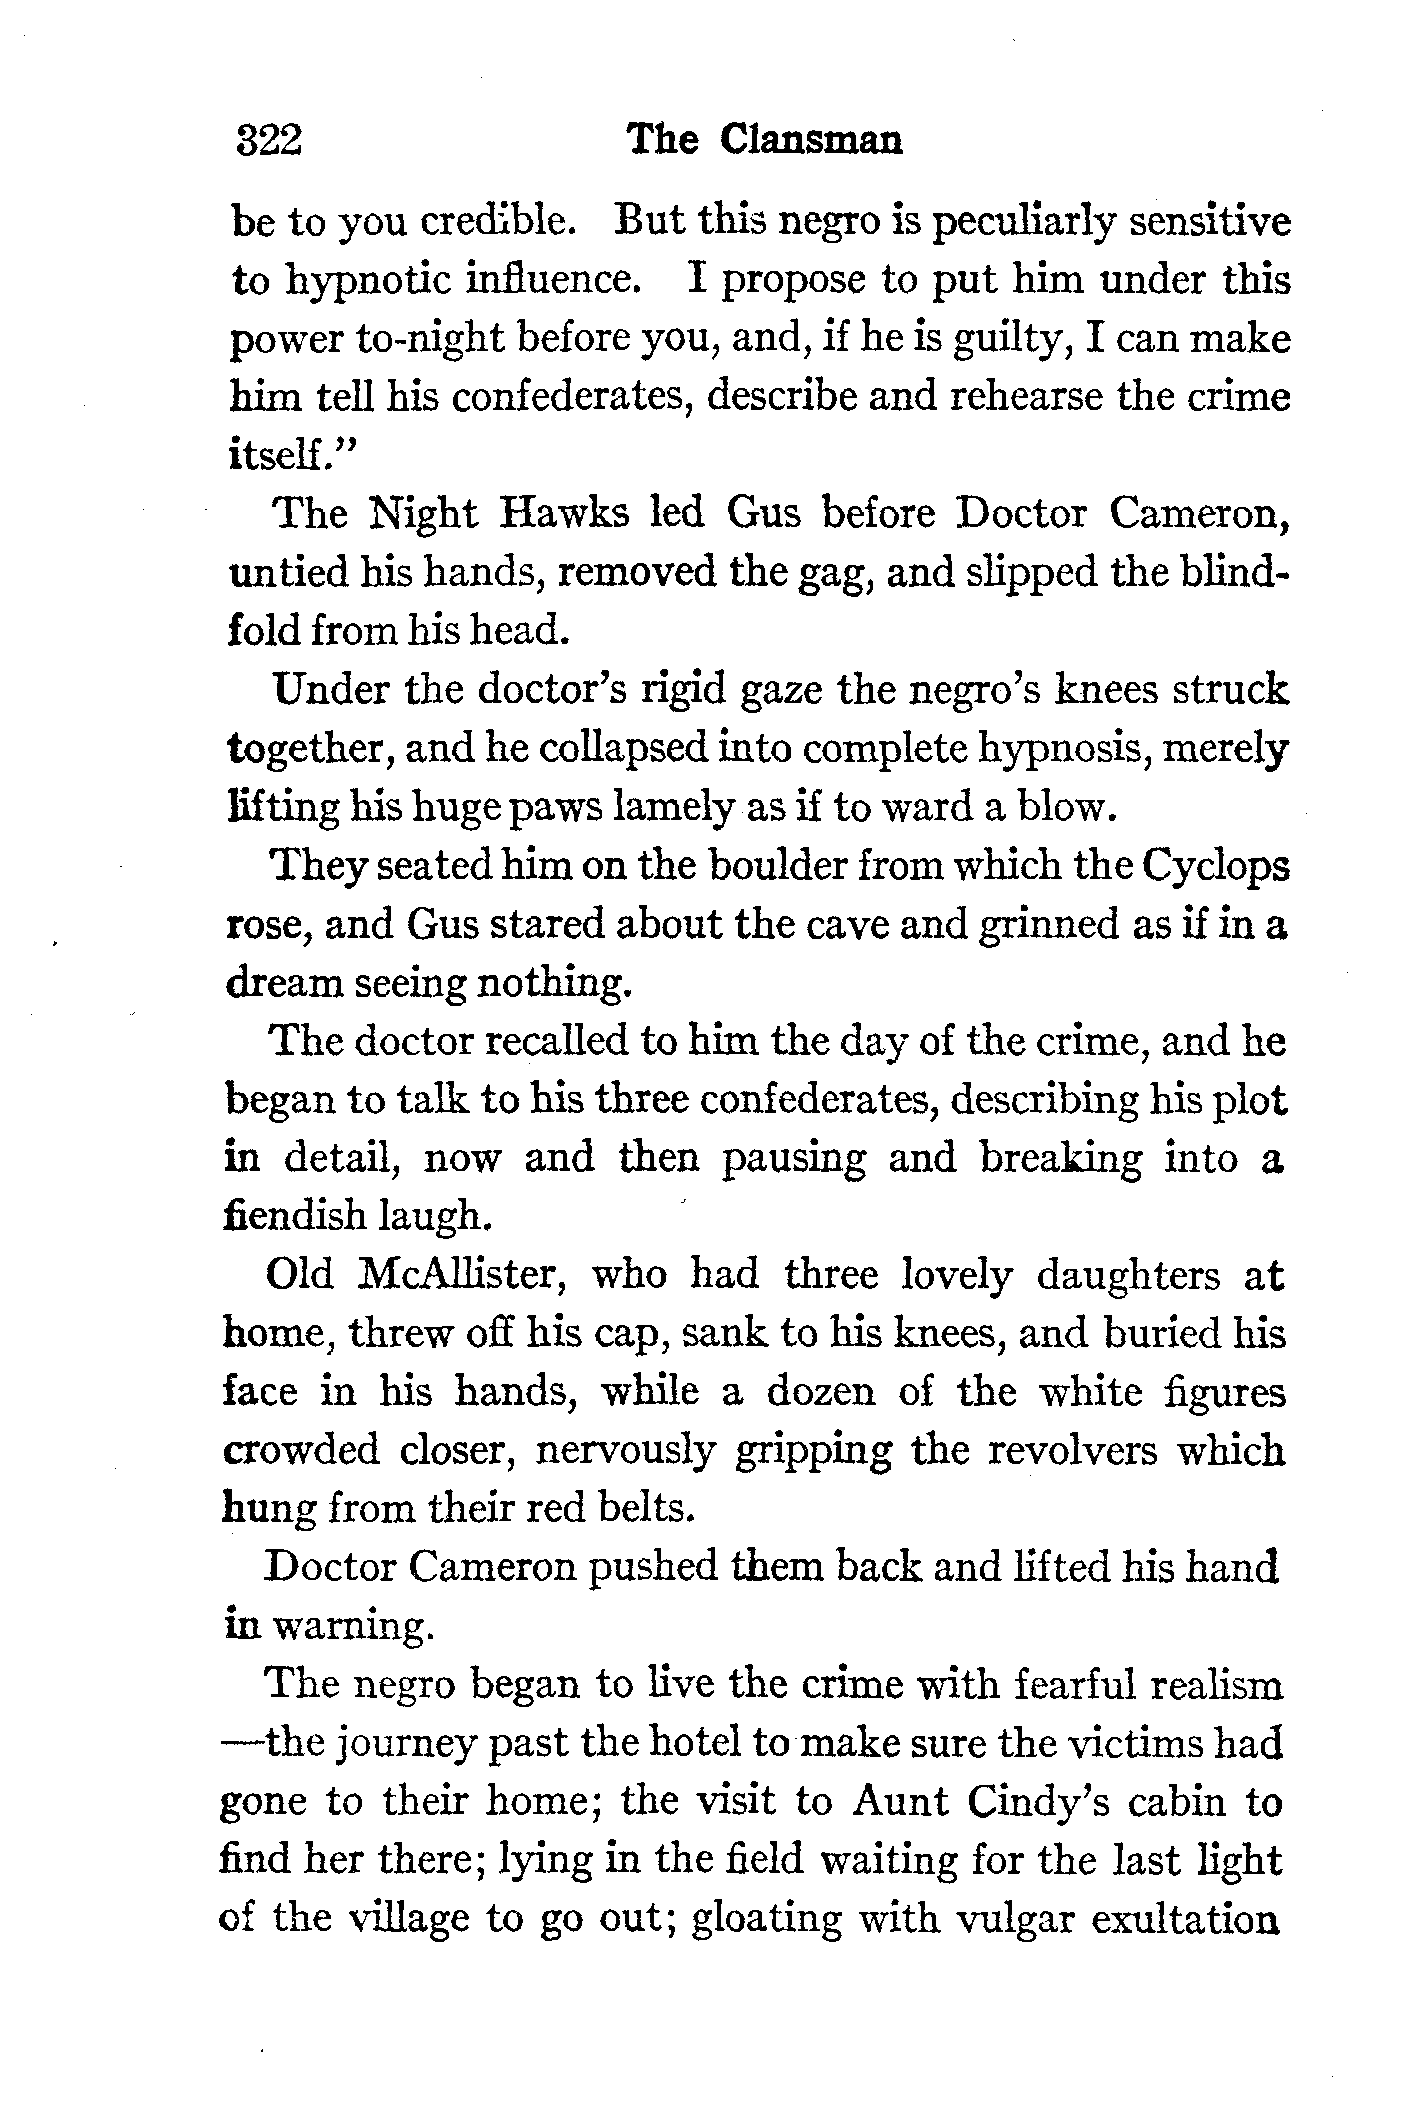 322 The Clansman
be to you credible. But this negro is peculiarly sensitive
to hypnotic influence. I propose to put him under this
power to-night before you, and, if he is guilty, I can make
him tell his confederates, describe and rehearse the crime
itself.”
The Night Hawks led Gus before Doctor Cameron,
untied his hands, removed the gag, and slipped the blind-
fold from his head.
Under the doctor’s rigid gaze the negro’s knees struck
together, and he collapsed into complete hypnosis, merely
lifting his huge paws lamely as if to ward a blow.
They seated him on the boulder from which the Cyclops
rose, and Gus stared about the cave and grinned as if in a
dream seeing nothing.
The doctor recalled to him the day of the crime, and he
began to talk to his three confederates, describing his plot
in detail, now and then pausing and breaking into a
fiendish laugh.
Old McAllister, who had three lovely daughters at
home, threw off his cap, sank to his knees, and buried his
face in his hands, while a dozen of the white figures
crowded closer, nervously gripping the revolvers which
hung from their red belts.
Doctor Cameron pushed them back and lifted his hand
in warning.
The negro began to live the crime with fearful realism
—the journey past the hotel to make sure the victims had
gone to their home; the visit to Aunt Cindy’s cabin to
find her there; lying in the field waiting for the last light
of the village to go out; gloating with vulgar exultation